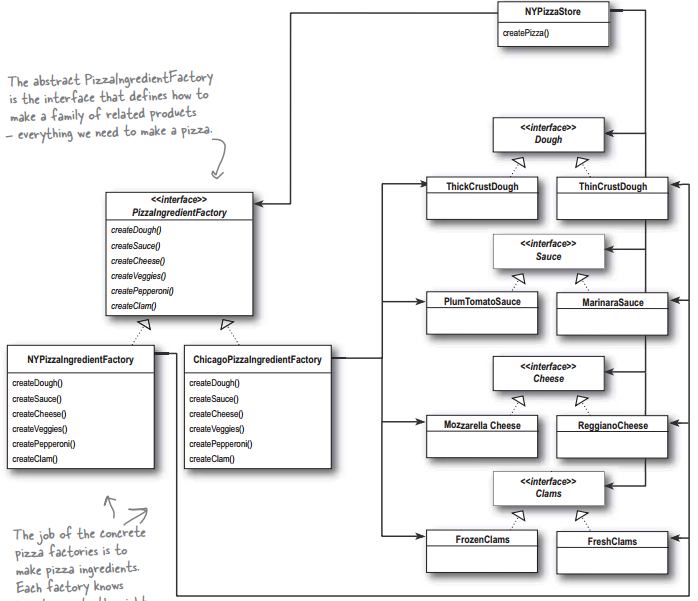 NYPizzaStore
createPizza()
The abstract PizzaIngredientFactory
is the interface that defines how to
make a family of related products
– everything we need to make a pizza.
<<interface>>
Dough
ThickCrustDough
ThinCrustDough
<<interface>>
PizzaIngredientFactory
createDough()
createSauce()
createCheese()
createVeggies()
createPepperoni()
createClam()
<<interface>>
Sauce
PlumTomatoSauce
MarinaraSauce
NYPizzaIngredientFactory
createDough()
createSauce()
createCheese()
createVeggies()
createPepperoni()
createClam()
ChicagoPizzaIngredientFactory
createDough()
createSauce()
createCheese()
createVeggies()
createPepperoni()
createClam()
<<interface>>
Cheese
Mozzarella Cheese
ReggianoCheese
<<interface>>
Clams
FrozenClams
FreshClams
The job of the concrete
pizza factories is to
make pizza ingredients.
Each factory knows